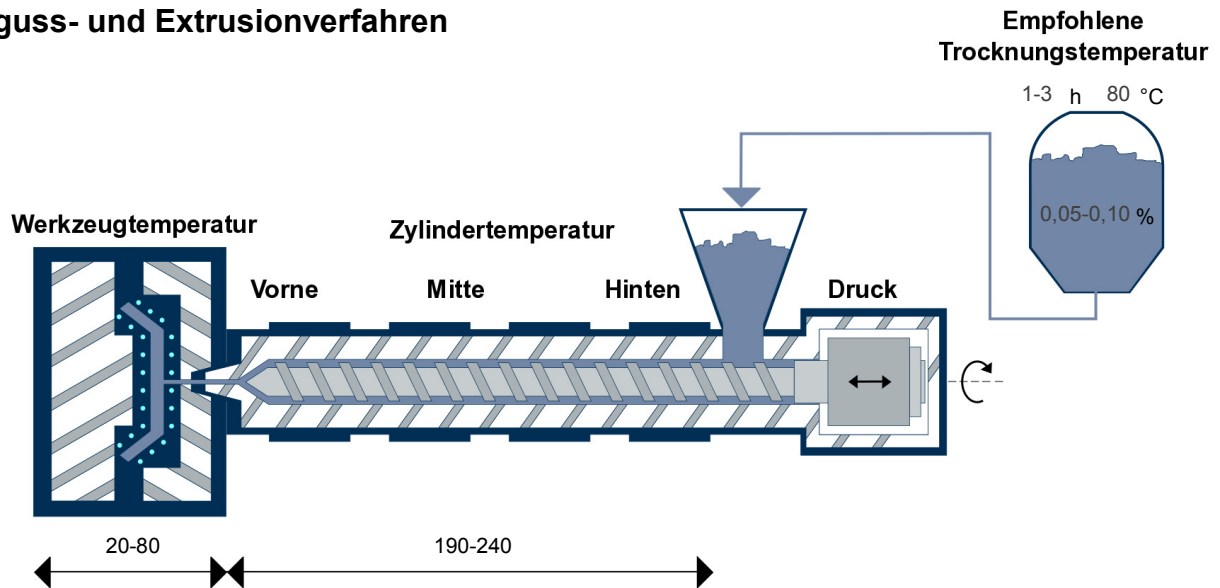 guss- und Extrusionverfahren
Empfohlene
Trocknungstemperatur
1-3 h 80 °C
0,05-0,10 %
Werkzeugtemperatur
Zylindertemperatur
Vorne Mitte Hinten Druck
20-80 190-240